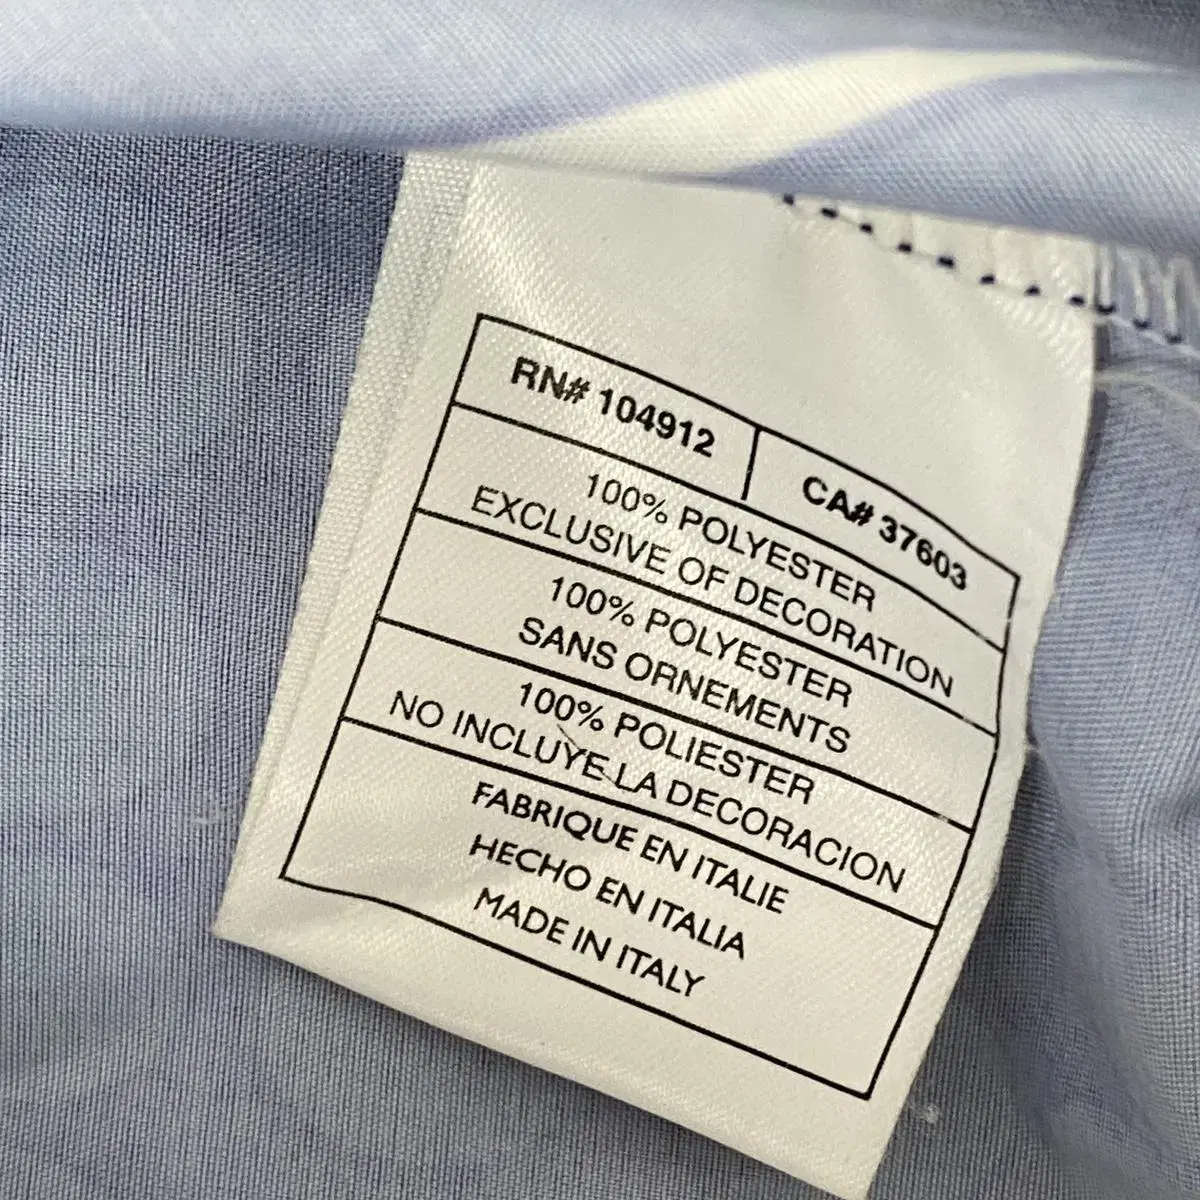 RN# 104912 CA# 37603
100% POLYESTER
EXCLUSIVE OF DECORATION
100% POLYESTER
SANS ORNEMENTS
100% POLIESTER
NO INCLUYE LA DECORACION
FABRIQUE EN ITALIE
HECHO EN ITALIA
MADE IN ITALY